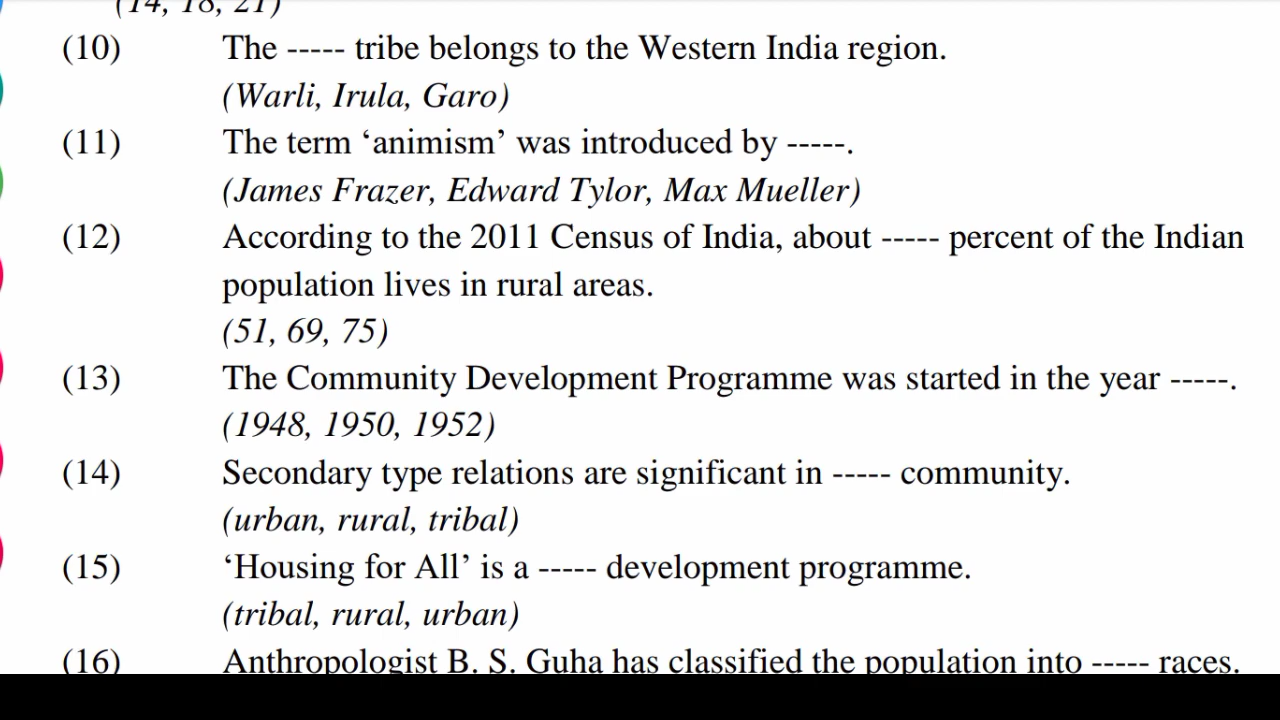 (14, 18, 21)
(10) The ----- tribe belongs to the Western India region.
(Warli, Irula, Garo)
(11) The term ‘animism’ was introduced by -----.
(James Frazer, Edward Tylor, Max Mueller)
(12) According to the 2011 Census of India, about ----- percent of the Indian
population lives in rural areas.
(51, 69, 75)
(13) The Community Development Programme was started in the year -----.
(1948, 1950, 1952)
(14) Secondary type relations are significant in ----- community.
(urban, rural, tribal)
(15) ‘Housing for All’ is a ----- development programme.
(tribal, rural, urban)
(16) Anthropologist B. S. Guha has classified the population into ----- races.